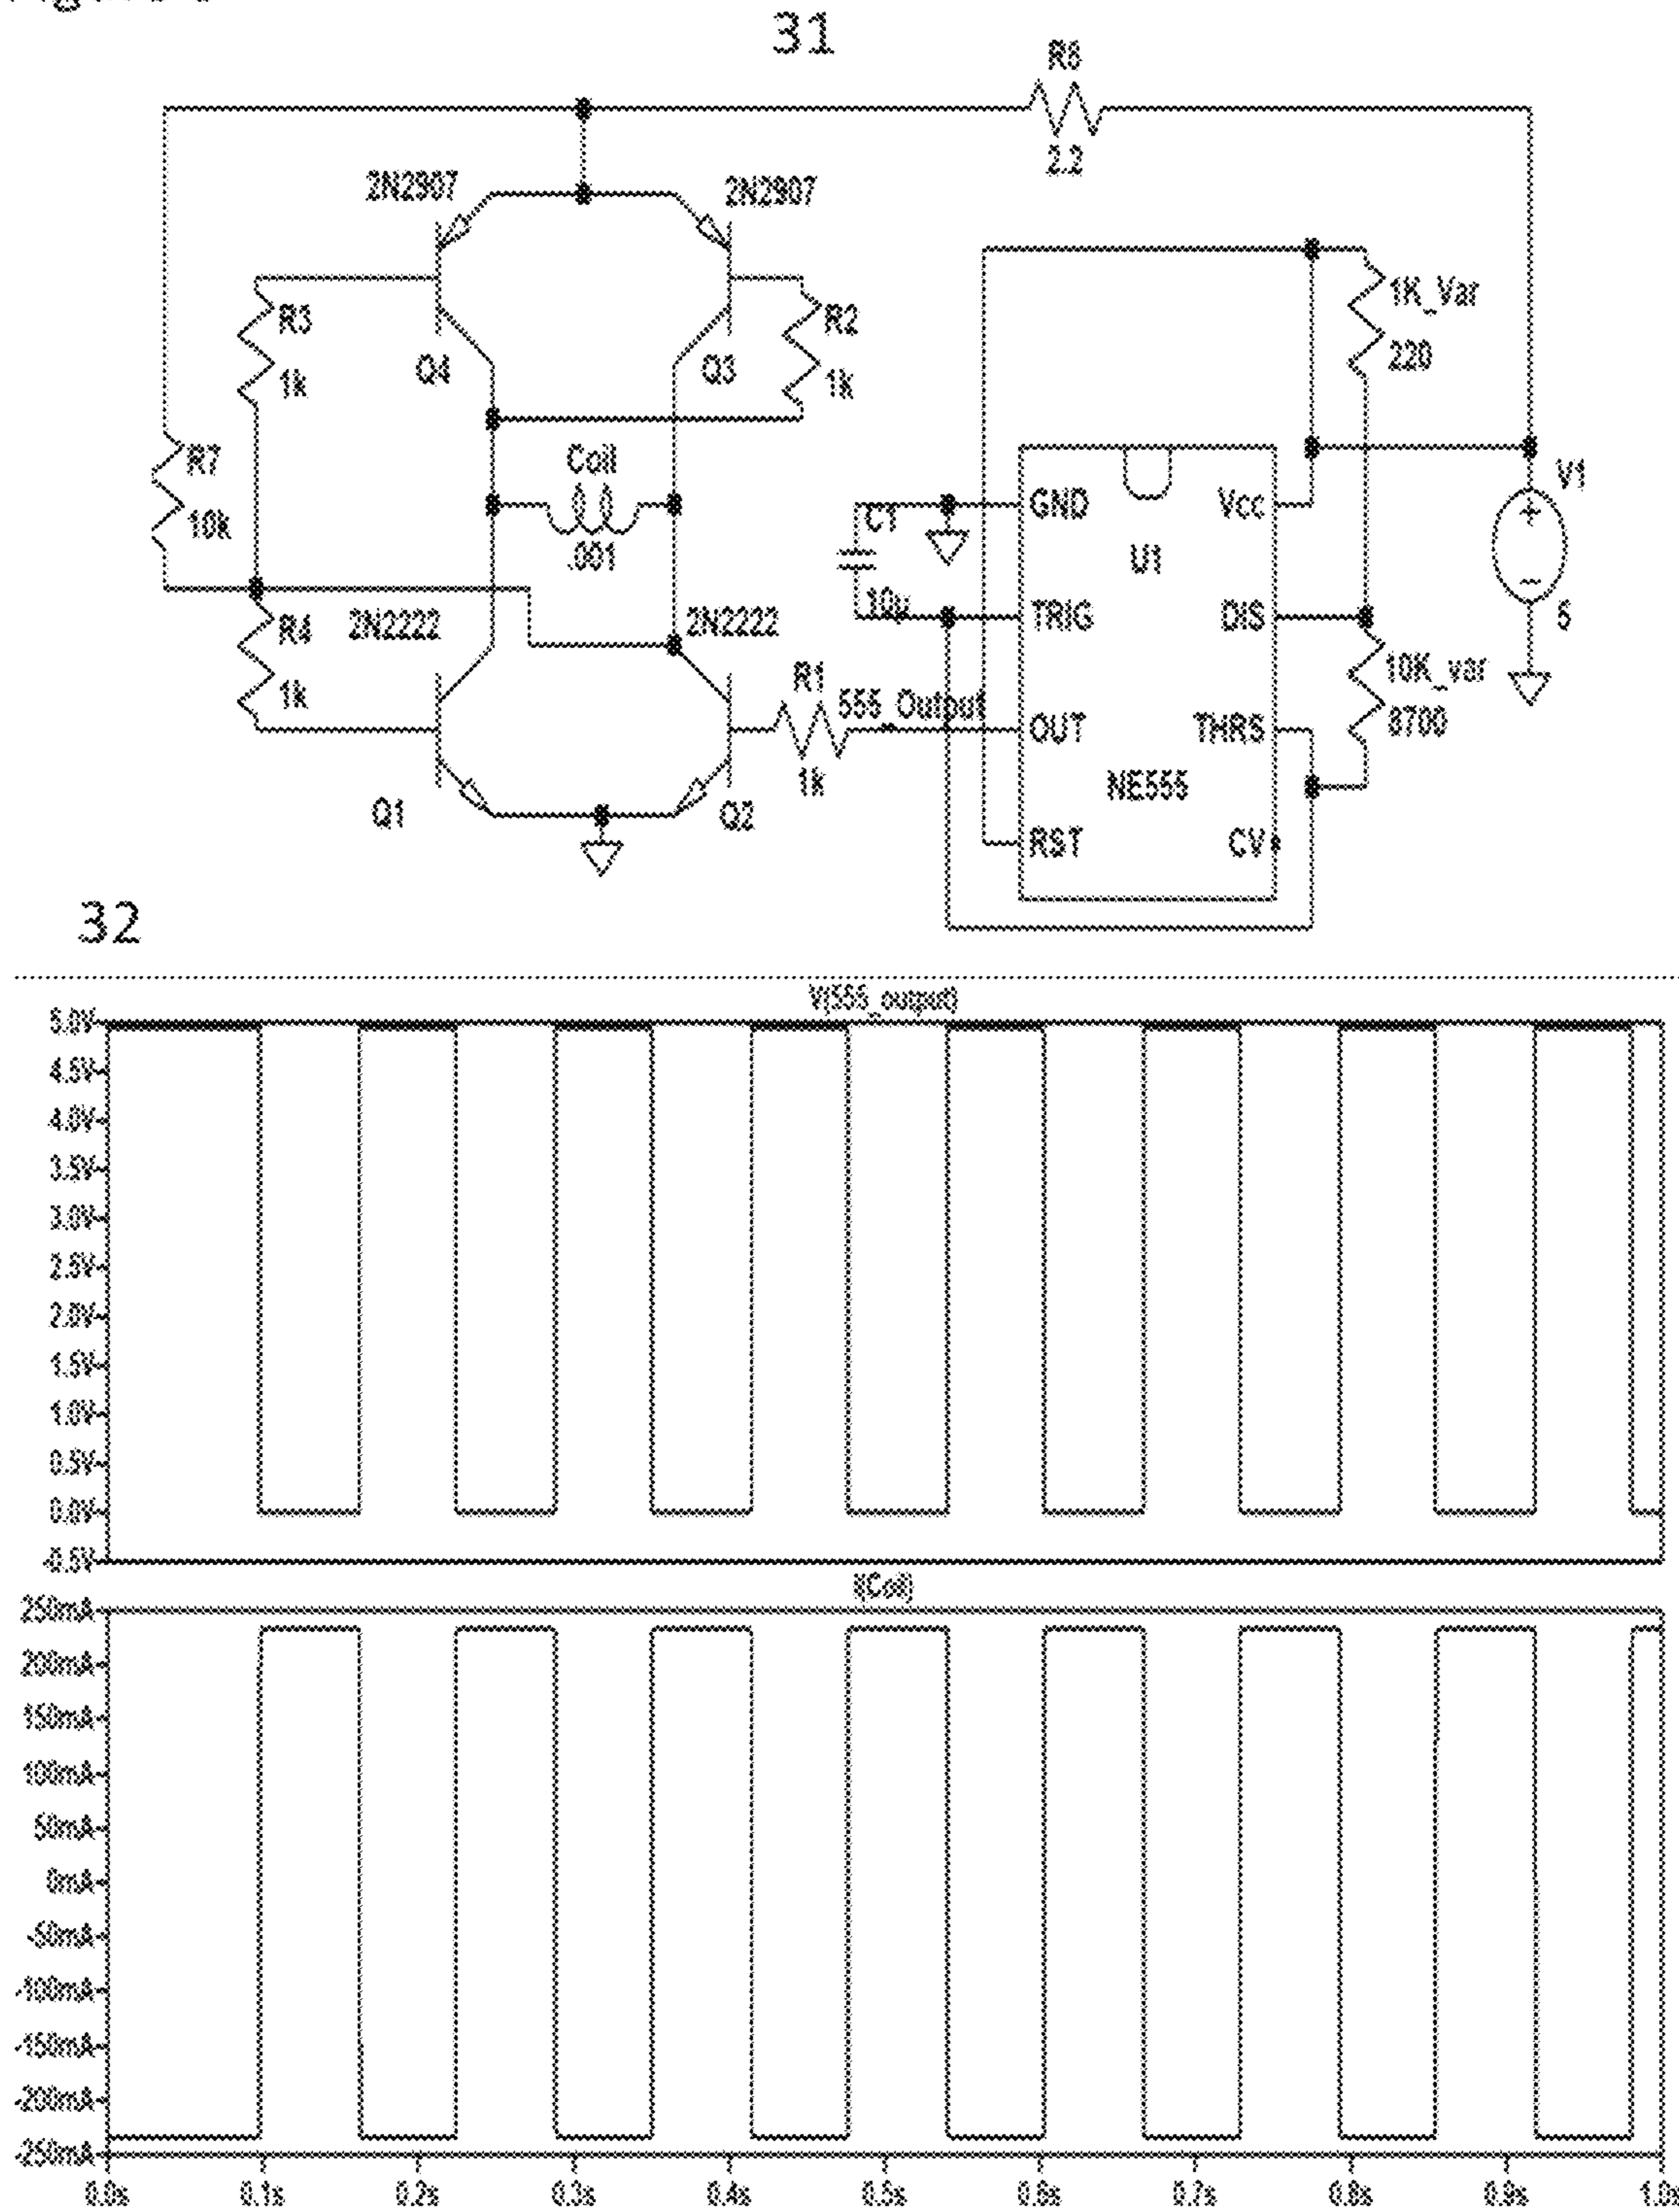 31
R6
2.2
2N2907
2N2907
1K_Var
220
R3
1k
R2
1k
Q4
Q3
R7
10k
Coil
.001
C1
10µ
GND
Vcc
U1
TRIG
DIS
V1
5
R4
1k
2N2222
2N2222
R1
1k
555_Output
OUT
THRS
10K_var
8700
NE555
Q1
Q2
RST
CV
32
V(555_output)
5.0V
4.5V
4.0V
3.5V
3.0V
2.5V
2.0V
1.5V
1.0V
0.5V
0.0V
-0.5V
I(Coil)
250mA
200mA
150mA
100mA
50mA
0mA
-50mA
-100mA
-150mA
-200mA
-250mA
0.0s 0.1s 0.2s 0.3s 0.4s 0.5s 0.6s 0.7s 0.8s 0.9s 1.0s